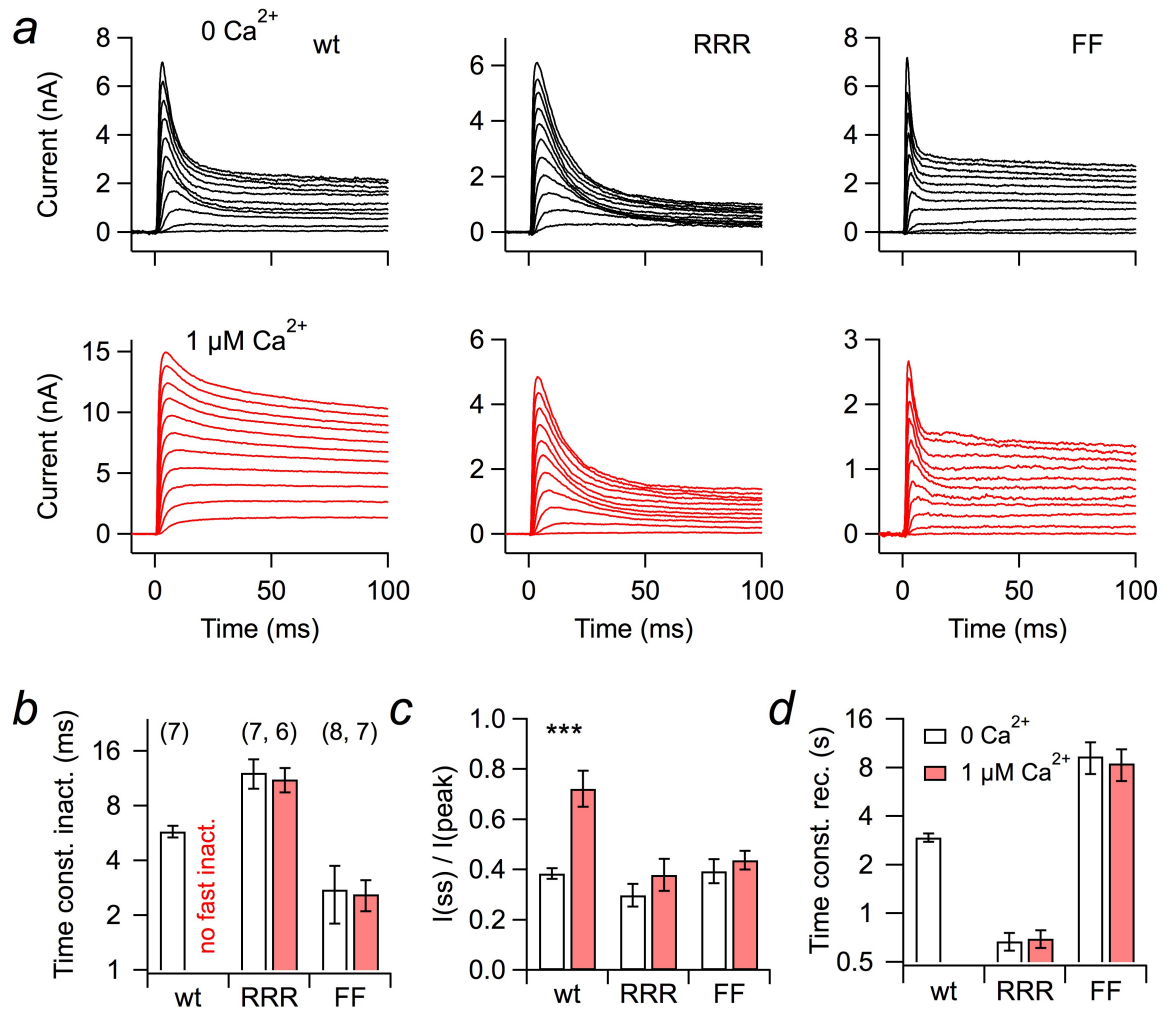 a
0 Ca2+
wt
RRR
FF
Current (nA)
8
6
4
2
0
6
4
2
0
8
6
4
2
0
1 µM Ca2+
Current (nA)
15
10
5
0
6
4
2
0
3
2
1
0
0
50
100
0
50
100
0
50
100
Time (ms)
Time (ms)
Time (ms)
b
Time const. inact. (ms)
16
8
4
2
1
(7)
(7, 6)
(8, 7)
no fast inact.
wt
RRR
FF
c
I(ss) / I(peak)
1.0
0.8
0.6
0.4
0.2
0.0
***
wt
RRR
FF
d
Time const. rec. (s)
16
8
4
2
1
0.5
0 Ca2+
1 µM Ca2+
wt
RRR
FF